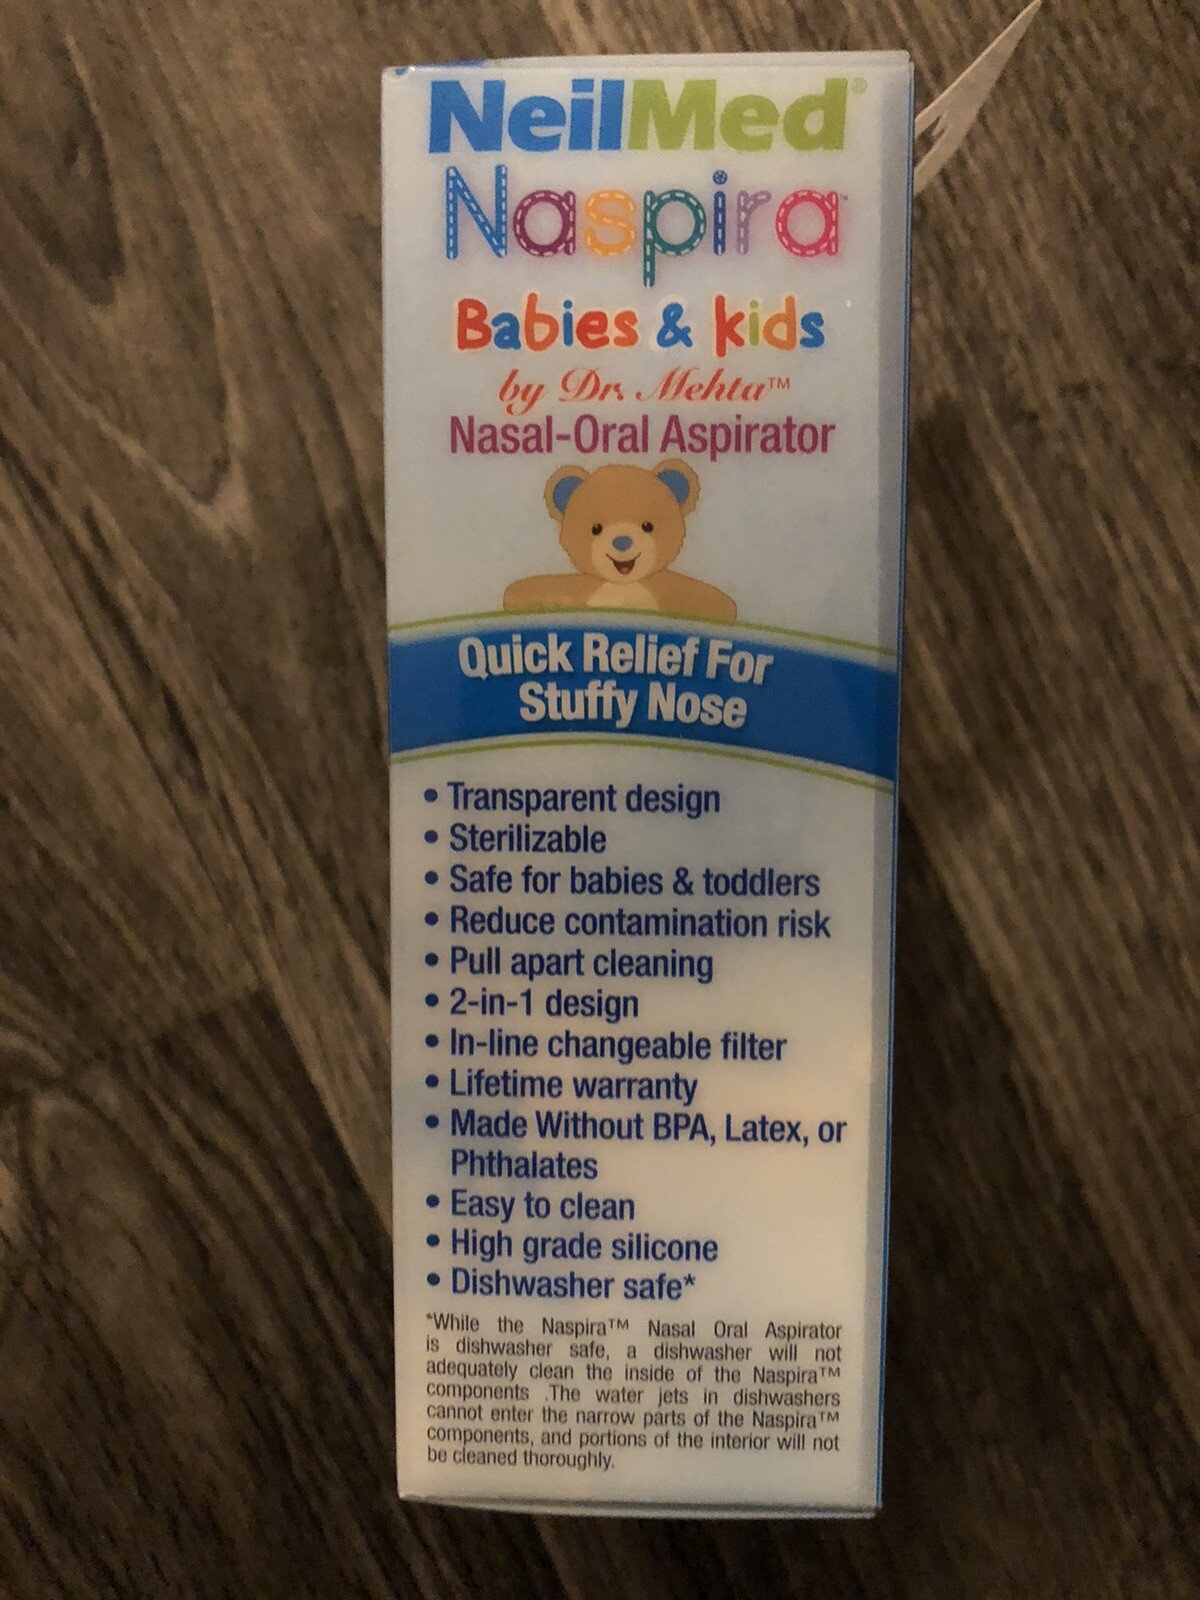 NeilMed®
Naspira™
Babies & kids
by Dr. Mehta™
Nasal-Oral Aspirator
Quick Relief For
Stuffy Nose
• Transparent design
• Sterilizable
• Safe for babies & toddlers
• Reduce contamination risk
• Pull apart cleaning
• 2-in-1 design
• In-line changeable filter
• Lifetime warranty
• Made Without BPA, Latex, or
Phthalates
• Easy to clean
• High grade silicone
• Dishwasher safe*
*While the Naspira™ Nasal Oral Aspirator
is dishwasher safe, a dishwasher will not
adequately clean the inside of the Naspira™
components .The water jets in dishwashers
cannot enter the narrow parts of the Naspira™
components, and portions of the interior will not
be cleaned thoroughly.